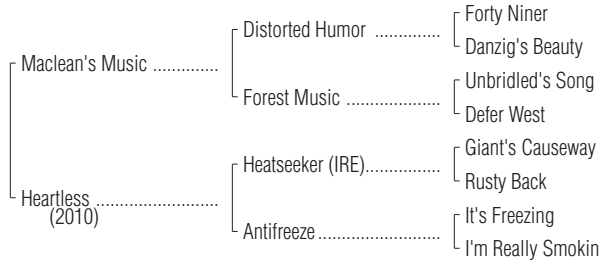 Forty Niner
Distorted Humor ..............
Danzig's Beauty
Maclean's Music ..............
Unbridled's Song
Forest Music ....................
Defer West
Giant's Causeway
Heatseeker (IRE)................
Rusty Back
Heartless ..........................
(2010)
It's Freezing
Antifreeze ..........................
I'm Really Smokin